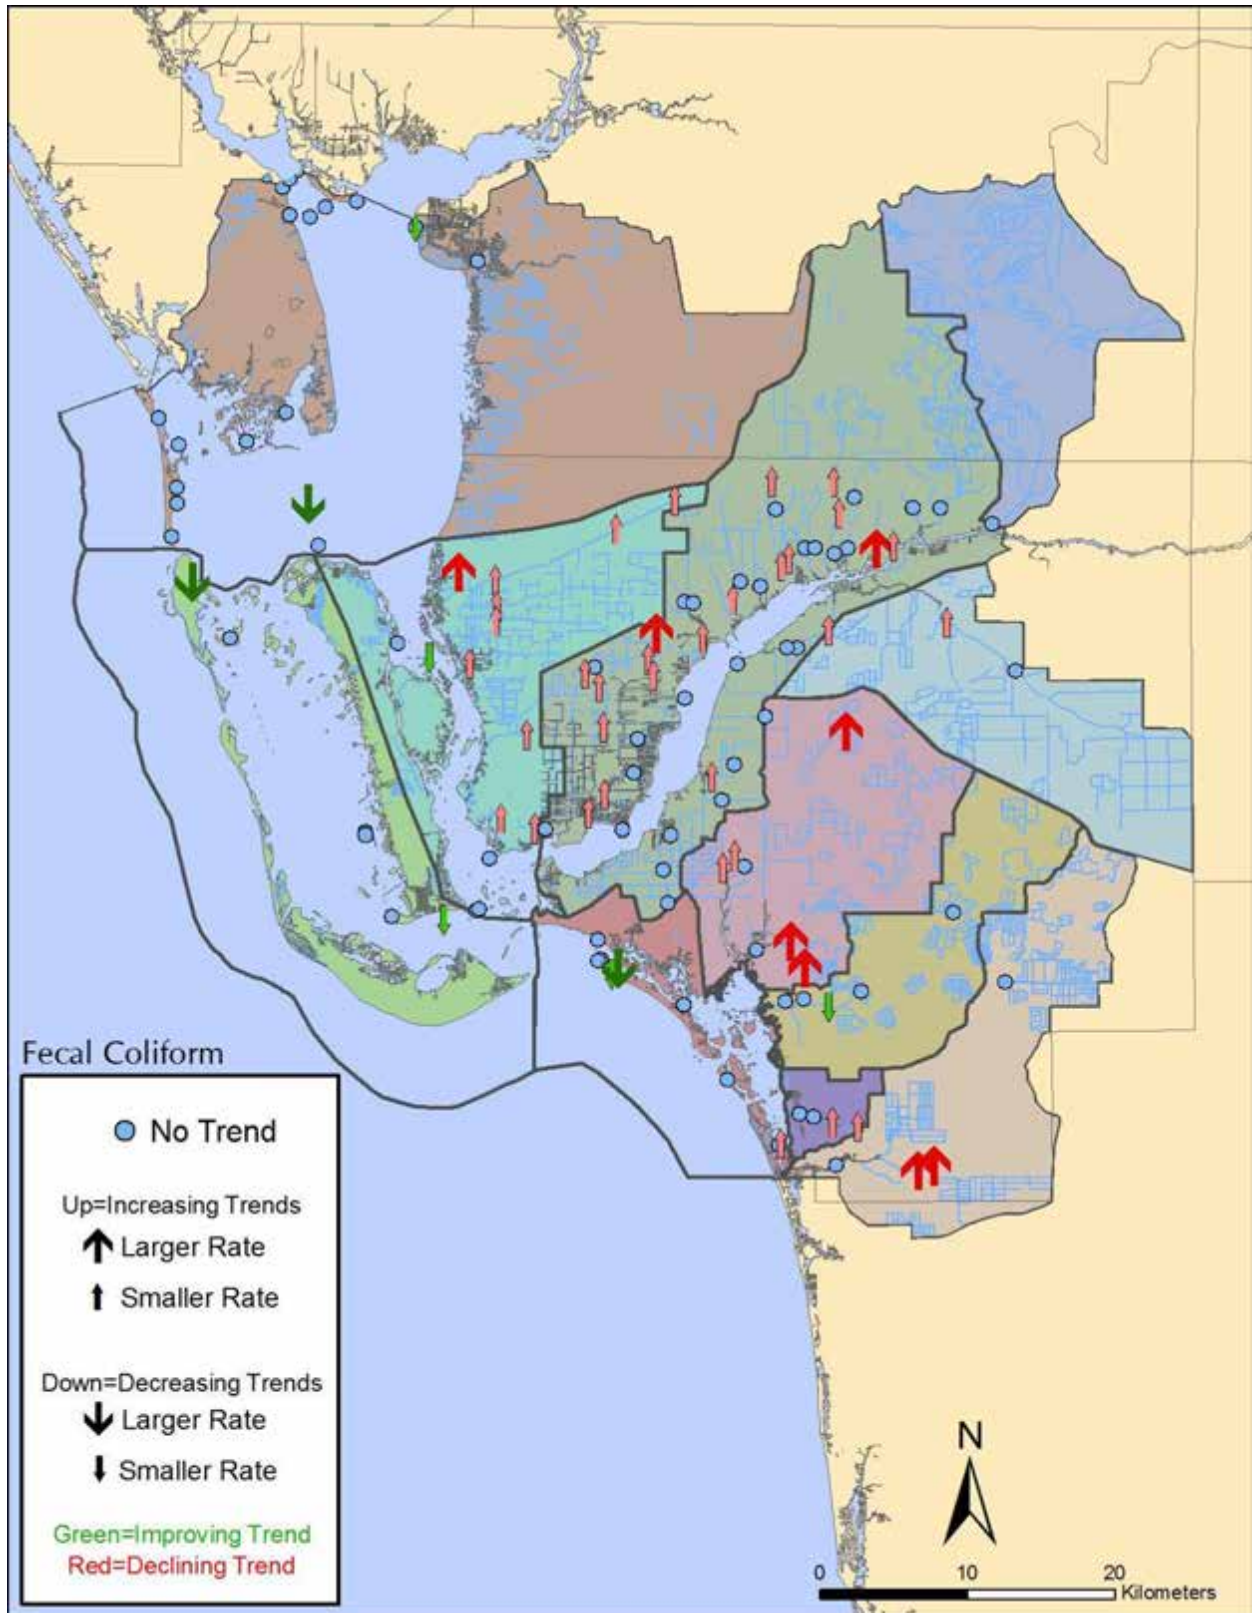 Fecal Coliform
No Trend
Up=Increasing Trends
Larger Rate
Smaller Rate
Down=Decreasing Trends
Larger Rate
Smaller Rate
Green=Improving Trend
Red=Declining Trend
N
0 10 20
Kilometers